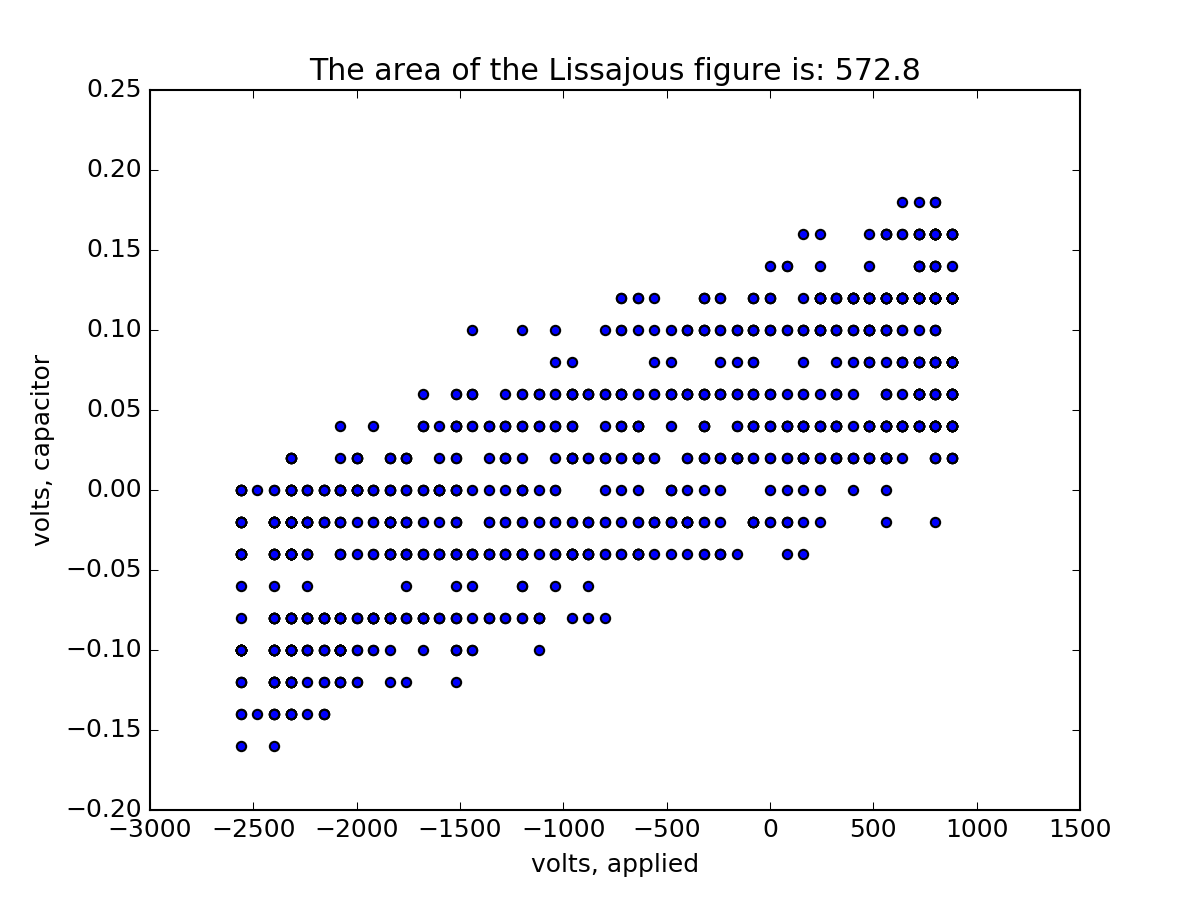 The area of the Lissajous figure is: 572.8
0.25
0.20
0.15
0.10
0.05
0.00
−0.05
−0.10
−0.15
−0.20
volts, capacitor
−3000 −2500 −2000 −1500 −1000 −500 0 500 1000 1500
volts, applied